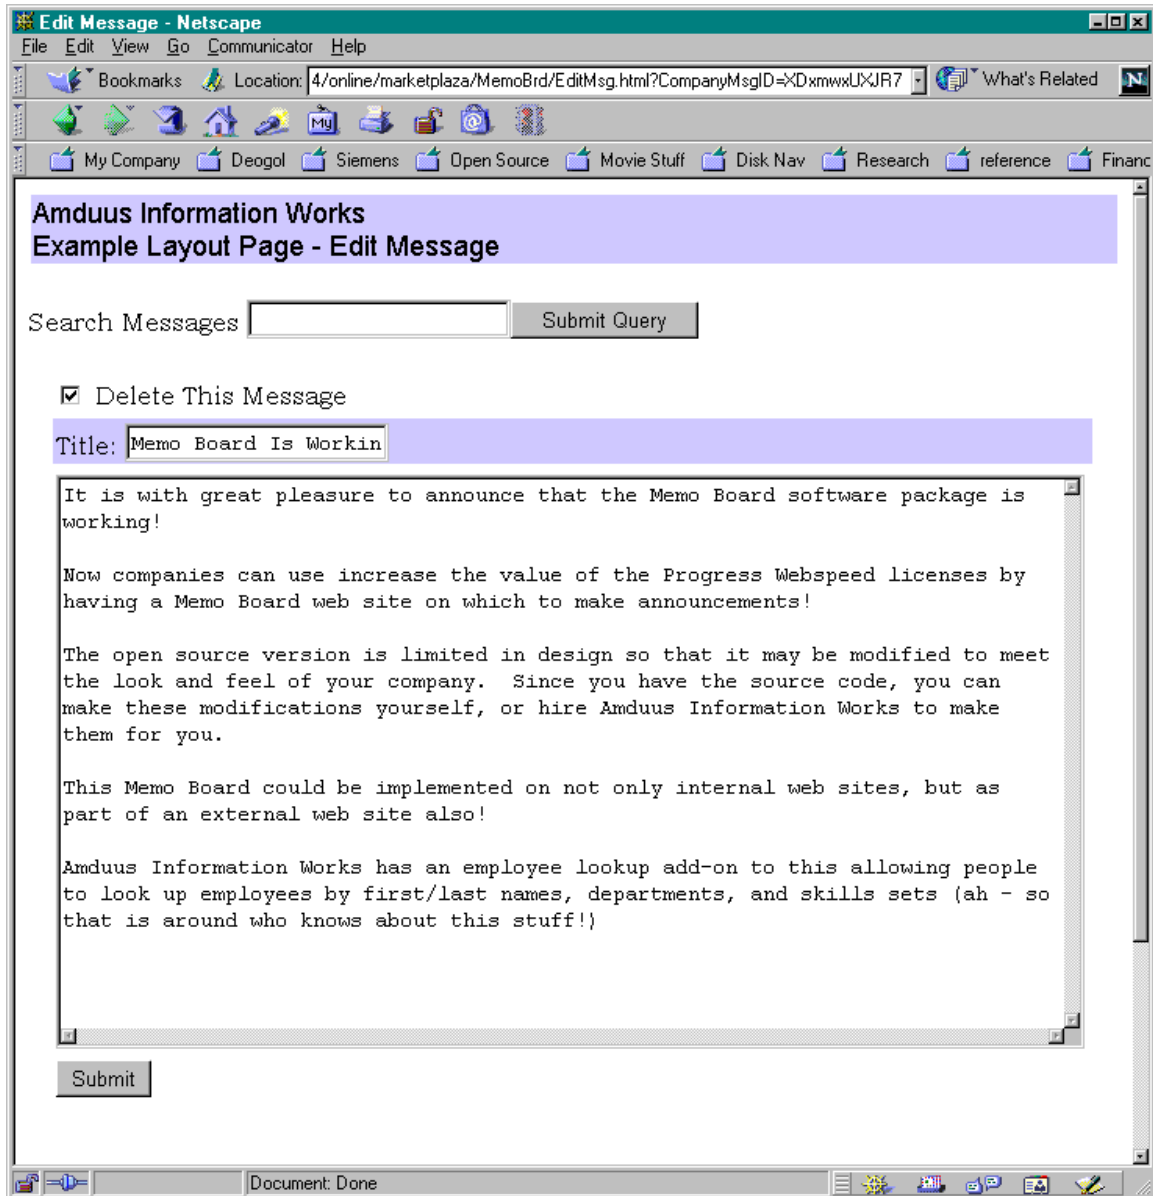 Edit Message - Netscape
File Edit View Go Communicator Help
Bookmarks Location: 4/online/marketplaza/MemoBrd/EditMsg.html?CompanyMsgID=XDxmwxUXJR7 What's Related N
My
My Company Deogol Siemens Open Source Movie Stuff Disk Nav Research reference Financ
Amduus Information Works
Example Layout Page - Edit Message
Search Messages Submit Query
Delete This Message
Title: Memo Board Is Workin
It is with great pleasure to announce that the Memo Board software package is
working!
Now companies can use increase the value of the Progress Webspeed licenses by
having a Memo Board web site on which to make announcements!
The open source version is limited in design so that it may be modified to meet
the look and feel of your company.  Since you have the source code, you can
make these modifications yourself, or hire Amduus Information Works to make
them for you.
This Memo Board could be implemented on not only internal web sites, but as
part of an external web site also!
Amduus Information Works has an employee lookup add-on to this allowing people
to look up employees by first/last names, departments, and skills sets (ah - so
that is around who knows about this stuff!)
Submit
Document: Done